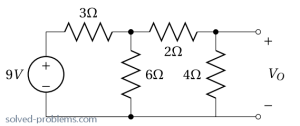 3Ω
2Ω
+
9V
+
−
6Ω
4Ω
V_O
−
solved-problems.com